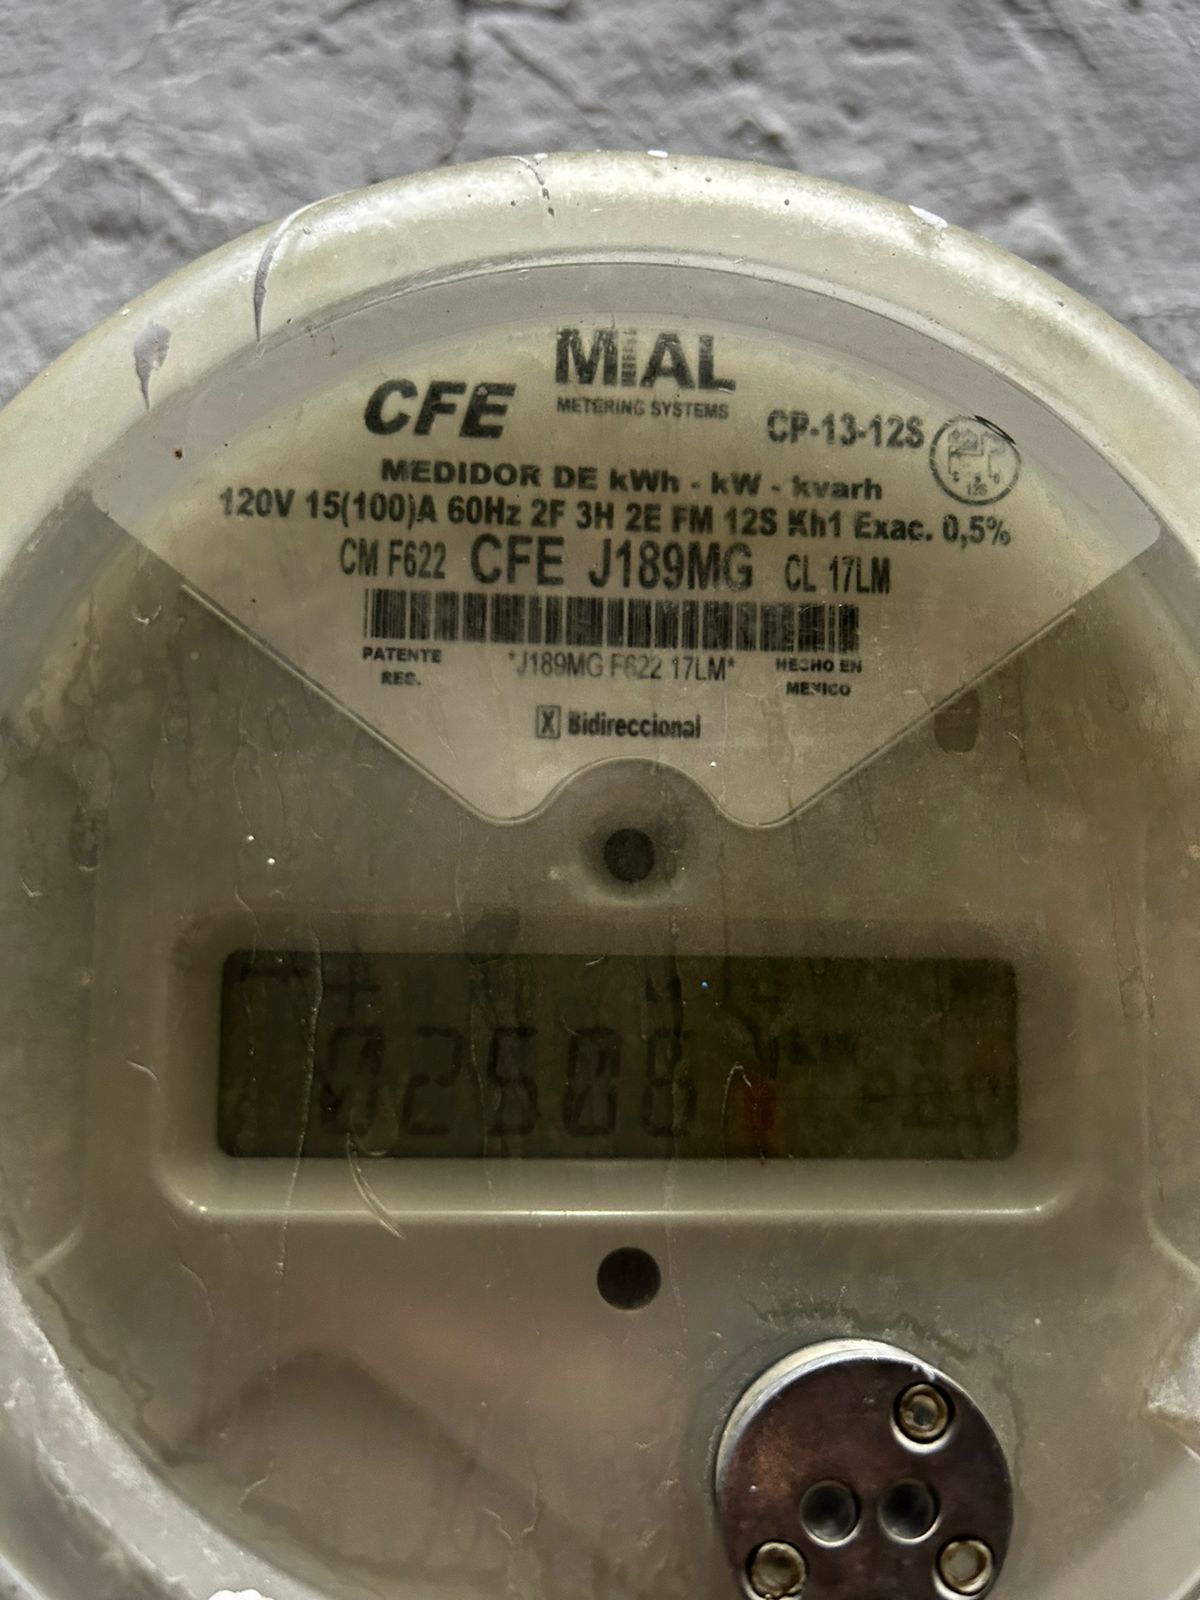 MIAL
METERING SYSTEMS
CFE
CP-13-12S
MEDIDOR DE kWh - kW - kvarh
120V 15(100)A 60Hz 2F 3H 2E FM 12S Kh1 Exac. 0,5%
CM F622 CFE J189MG CL 17LM
PATENTE REG.
*J189MG F622 17LM*
HECHO EN MEXICO
X Bidireccional